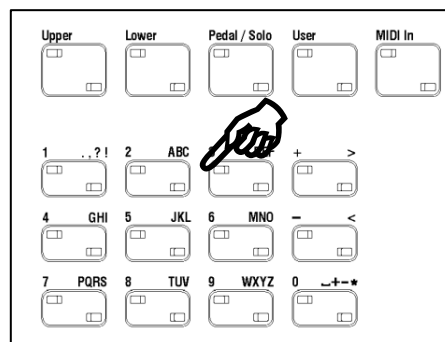 Upper Lower Pedal / Solo User MIDI In
1 .,?! 2 ABC + >
4 GHI 5 JKL 6 MNO – <
7 PQRS 8 TUV 9 WXYZ 0 ⎵+–*